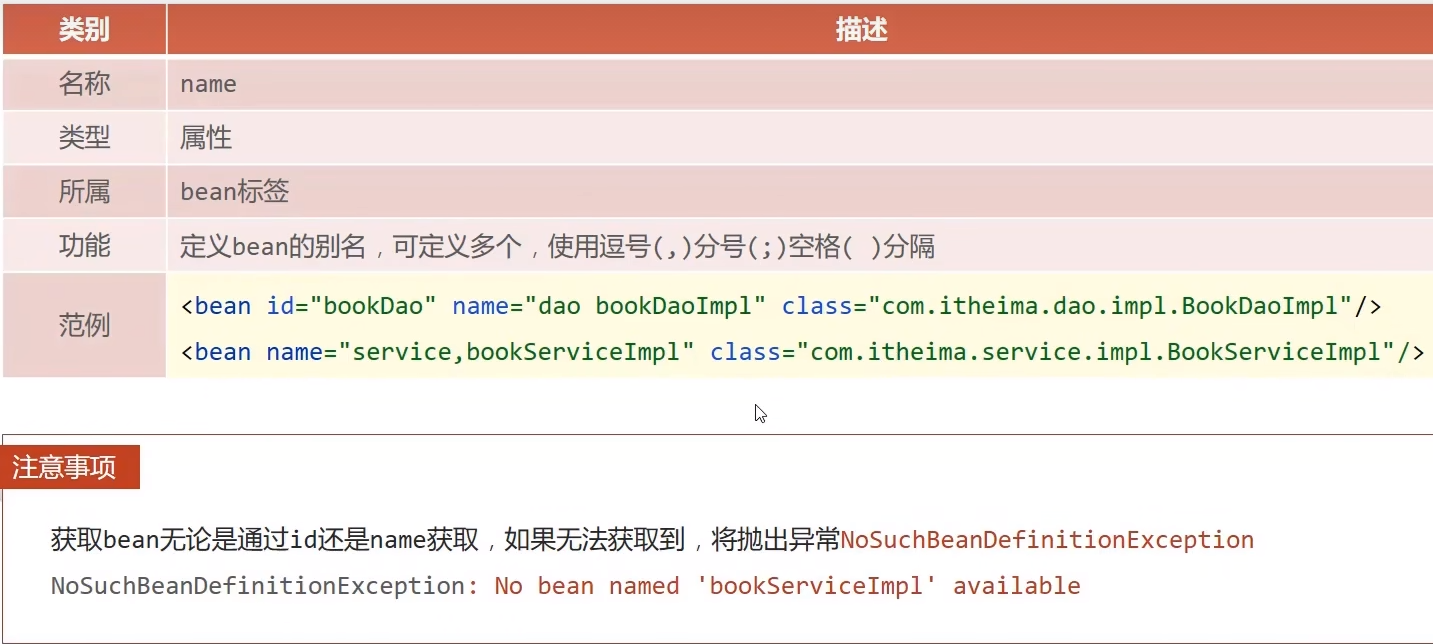 类别 描述
名称 name
类型 属性
所属 bean标签
功能 定义bean的别名，可定义多个，使用逗号(,)分号(;)空格( )分隔
范例
<bean id="bookDao" name="dao bookDaoImpl" class="com.itheima.dao.impl.BookDaoImpl"/>
<bean name="service,bookServiceImpl" class="com.itheima.service.impl.BookServiceImpl"/>
注意事项
获取bean无论是通过id还是name获取，如果无法获取到，将抛出异常NoSuchBeanDefinitionException
NoSuchBeanDefinitionException: No bean named 'bookServiceImpl' available